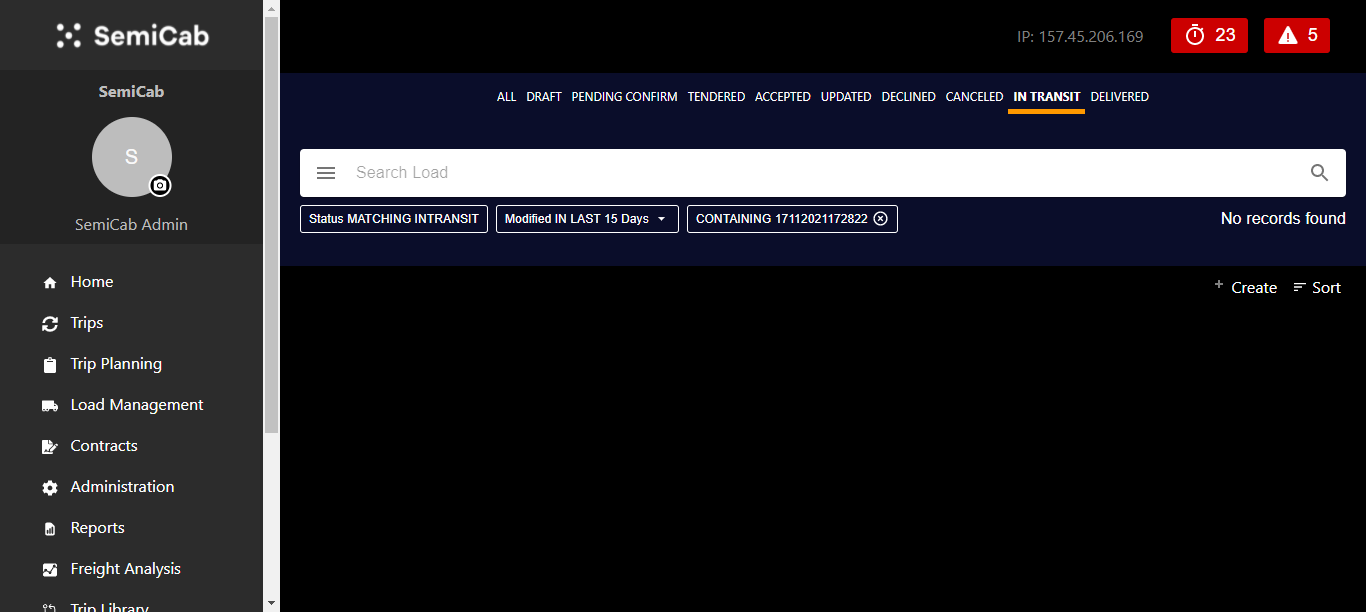 SemiCab
SemiCab
S
SemiCab Admin
Home
Trips
Trip Planning
Load Management
Contracts
Administration
Reports
Freight Analysis
Trip Library
IP: 157.45.206.169
23
5
ALL DRAFT PENDING CONFIRM TENDERED ACCEPTED UPDATED DECLINED CANCELED IN TRANSIT DELIVERED
Search Load
Status MATCHING INTRANSIT Modified IN LAST 15 Days CONTAINING 17112021172822 No records found
+ Create Sort